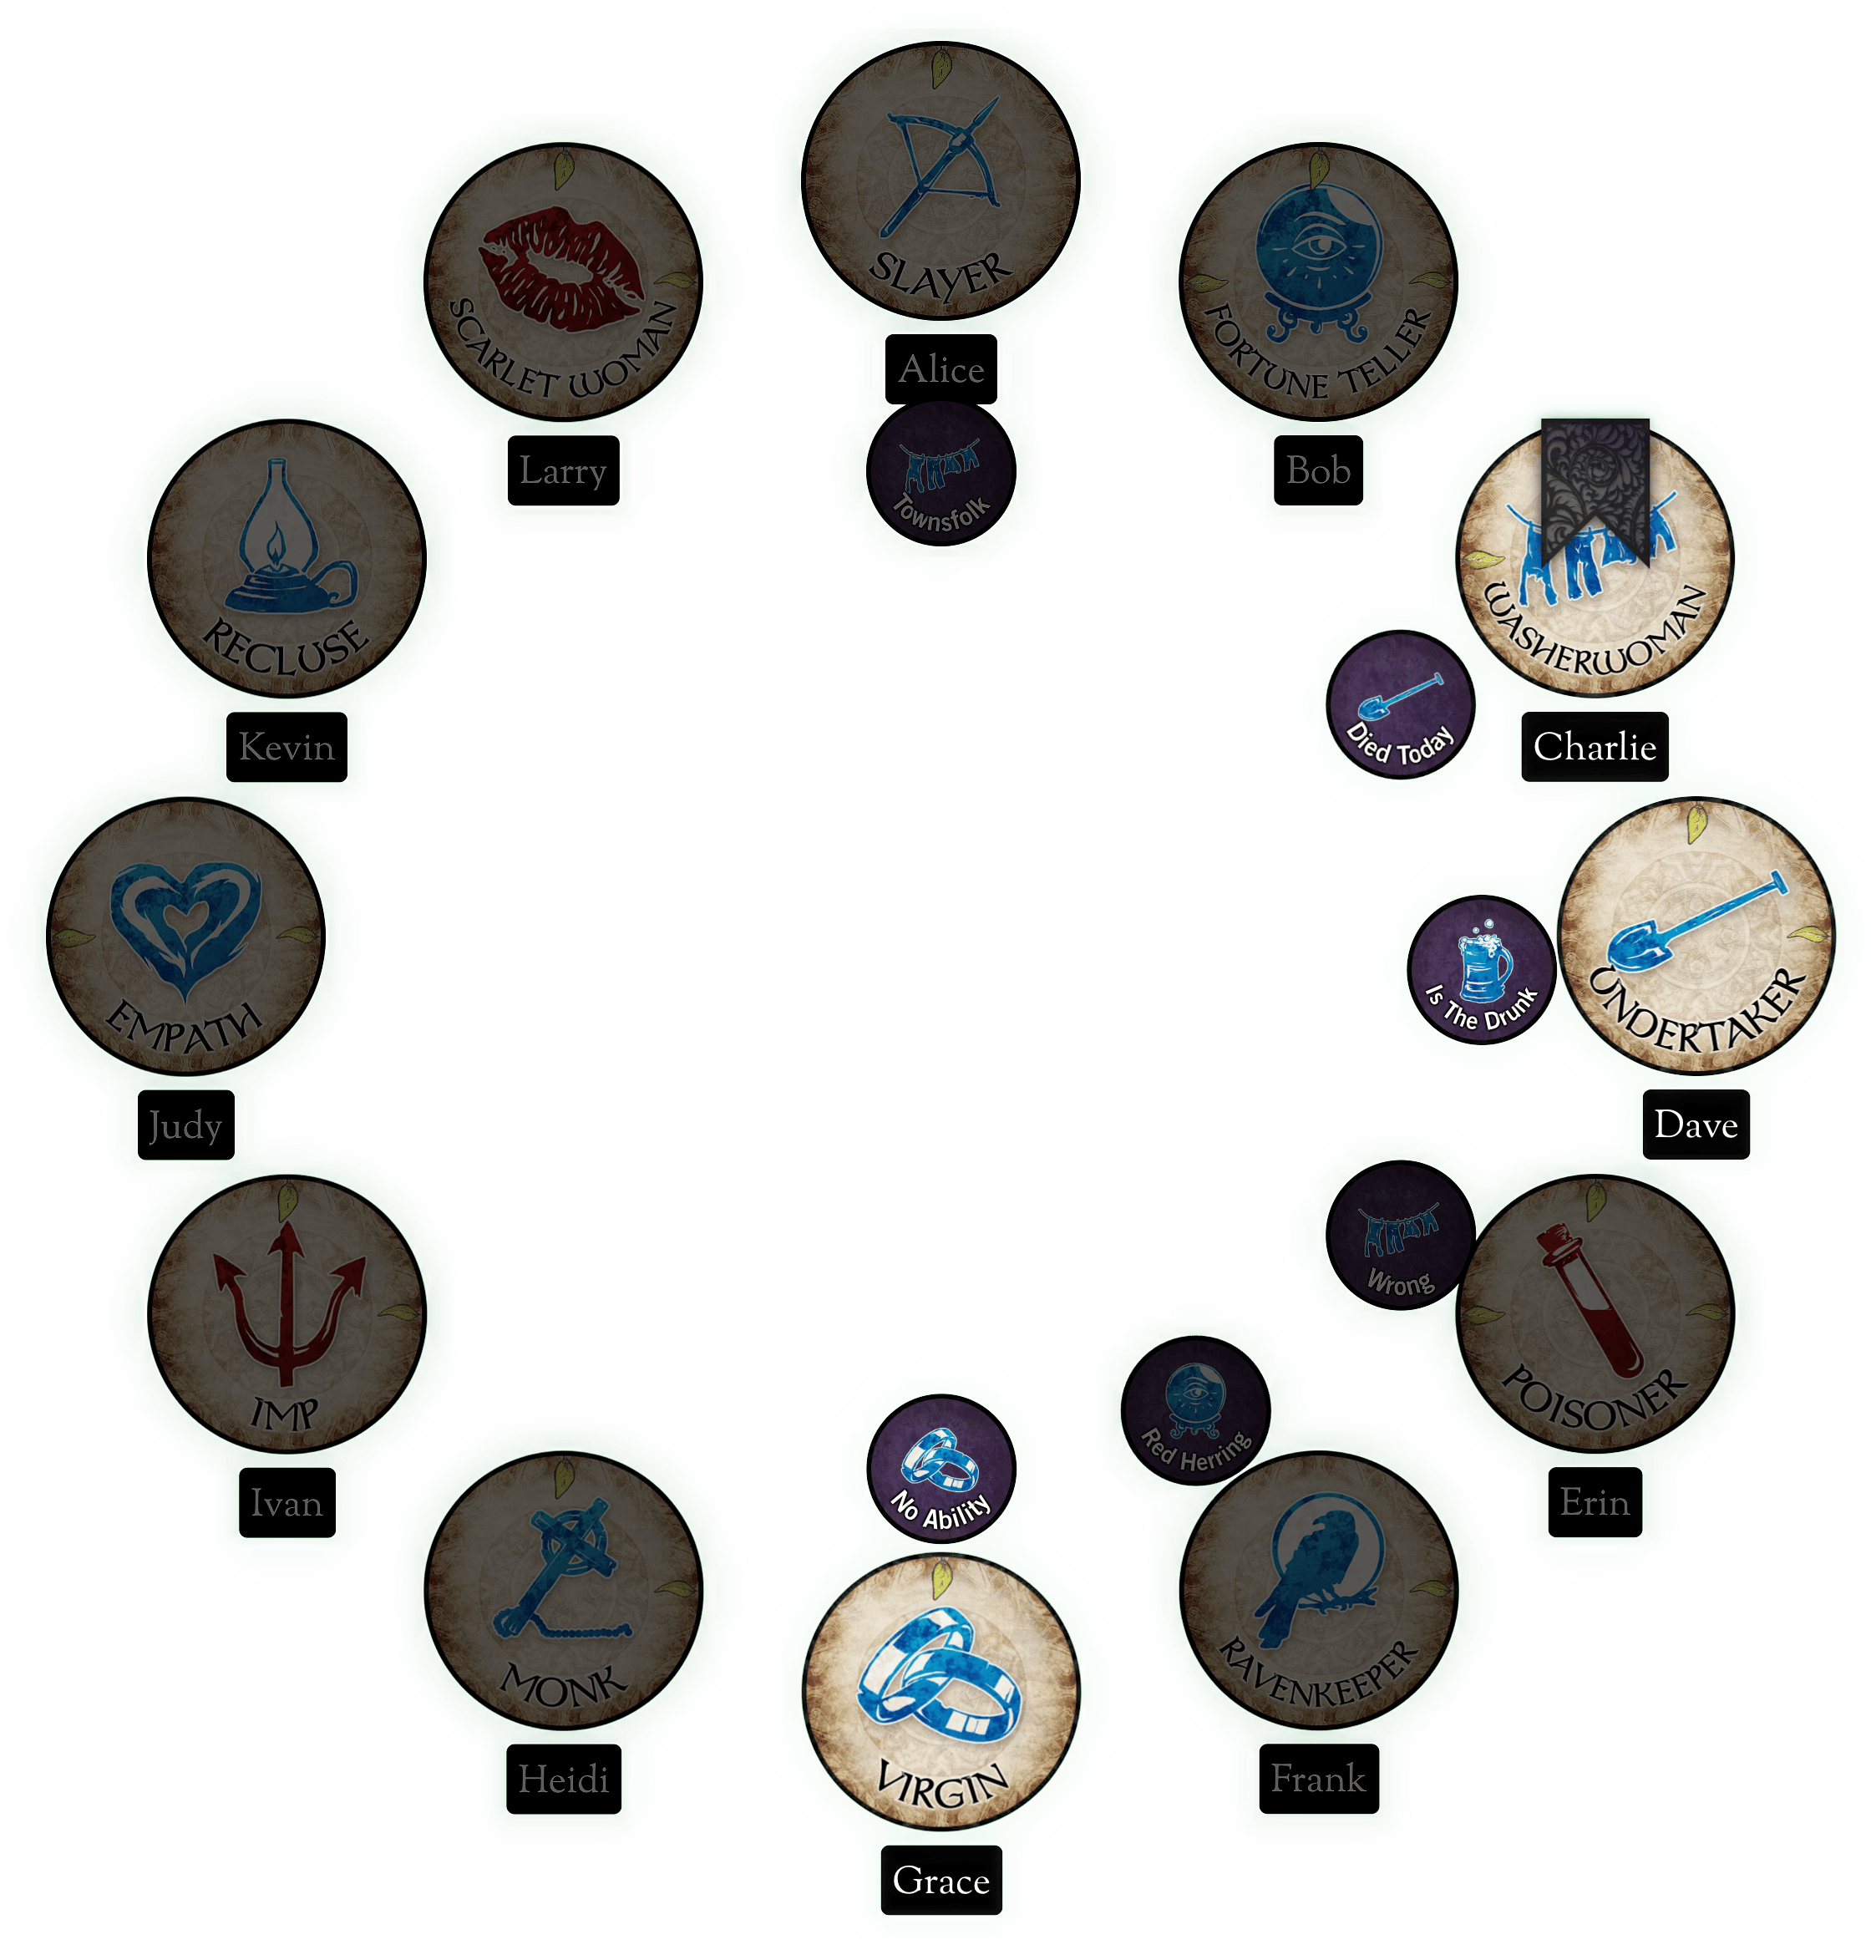 SLAYER
Alice
Townsfolk
FORTUNE TELLER
Bob
WASHERWOMAN
Charlie
Died Today
UNDERTAKER
Dave
Is The Drunk
POISONER
Erin
Wrong
RAVENKEEPER
Frank
Red Herring
VIRGIN
Grace
No Ability
MONK
Heidi
IMP
Ivan
EMPATH
Judy
RECLUSE
Kevin
SCARLET WOMAN
Larry